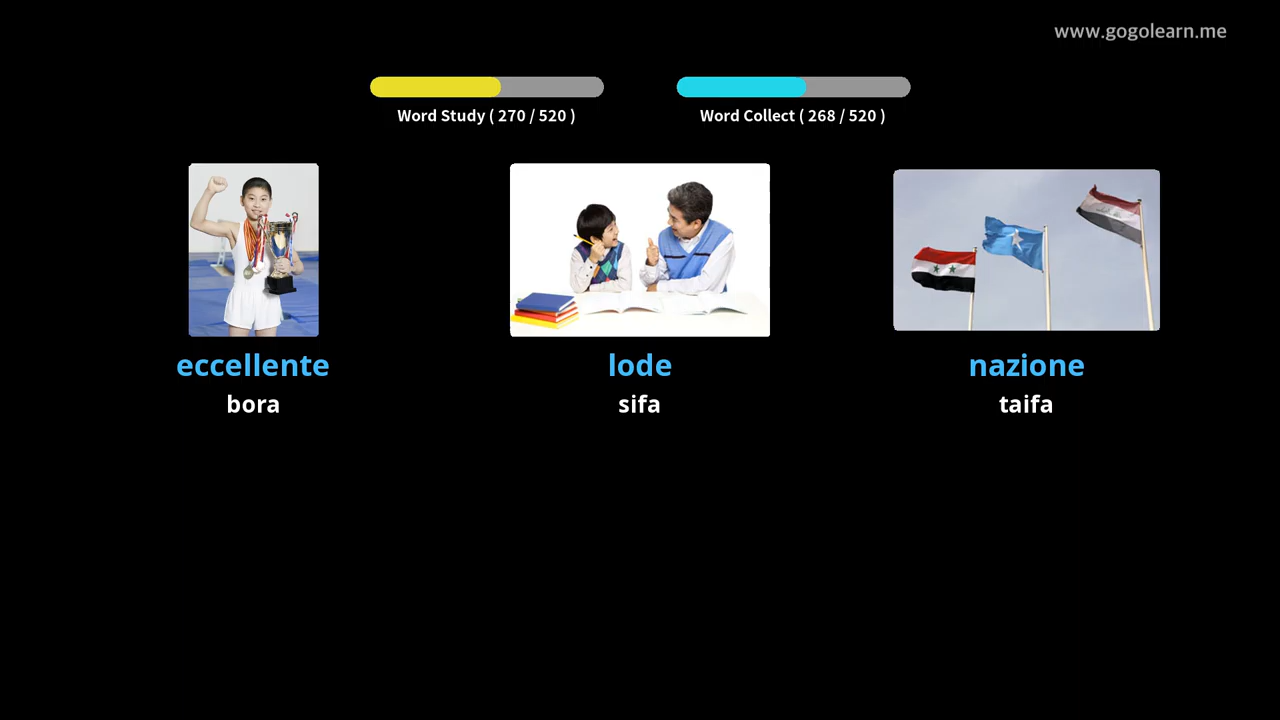 www.gogolearn.me
Word Study ( 270 / 520 )
Word Collect ( 268 / 520 )
eccellente
lode
nazione
bora
sifa
taifa